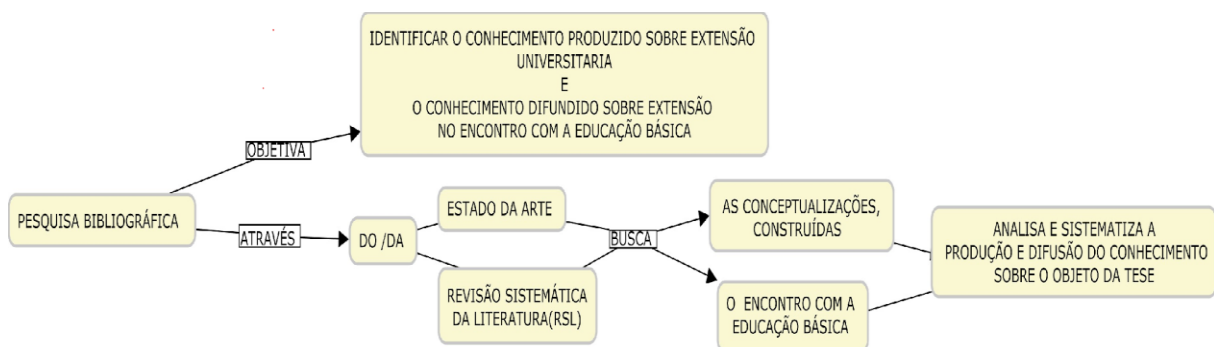 IDENTIFICAR O CONHECIMENTO PRODUZIDO SOBRE EXTENSÃO
UNIVERSITARIA
E
O CONHECIMENTO DIFUNDIDO SOBRE EXTENSÃO
NO ENCONTRO COM A EDUCAÇÃO BÁSICA
OBJETIVA
PESQUISA BIBLIOGRÁFICA
ATRAVÉS
DO /DA
ESTADO DA ARTE
REVISÃO SISTEMÁTICA
DA LITERATURA(RSL)
BUSCA
AS CONCEPTUALIZAÇÕES,
CONSTRUÍDAS
O ENCONTRO COM A
EDUCAÇÃO BÁSICA
ANALISA E SISTEMATIZA A
PRODUÇÃO E DIFUSÃO DO CONHECIMENTO
SOBRE O OBJETO DA TESE